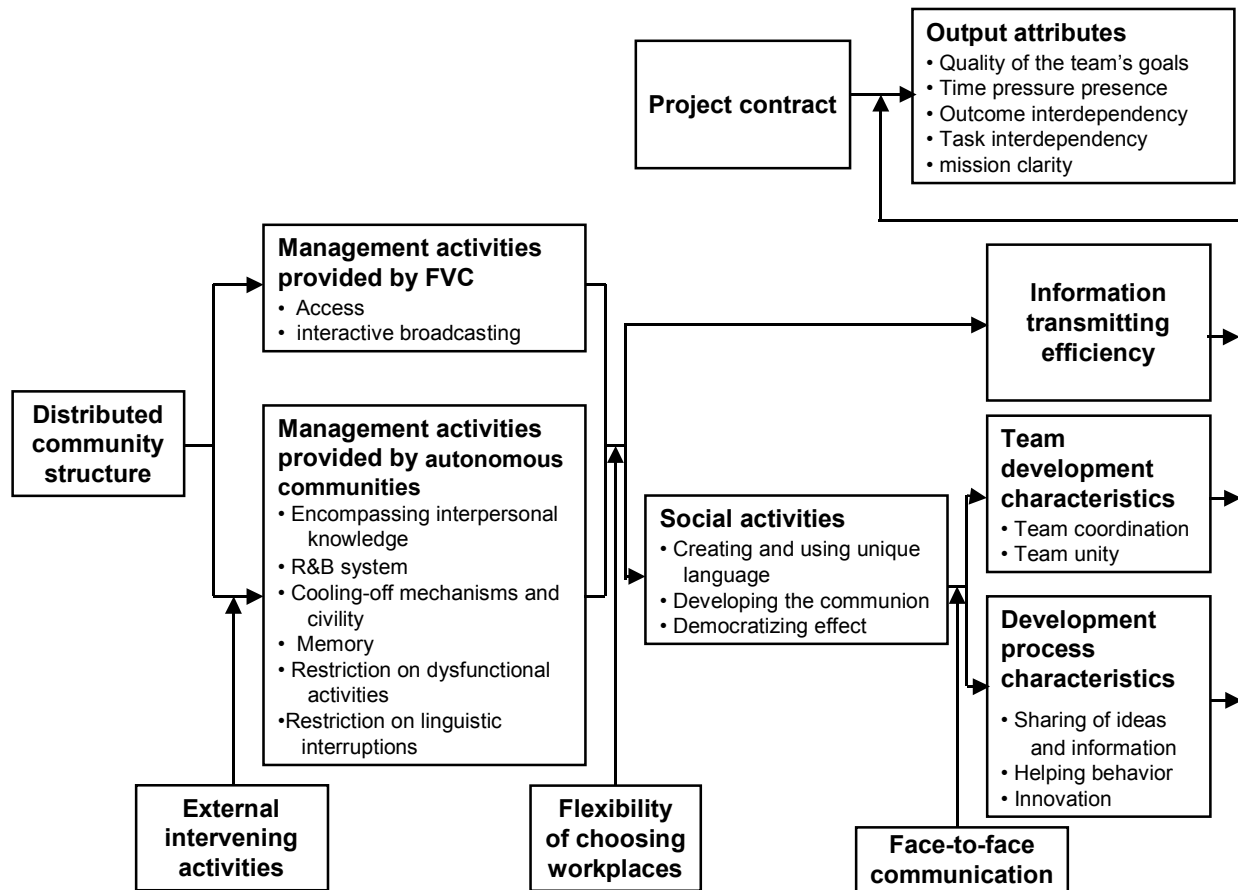 Output attributes
• Quality of the team’s goals
• Time pressure presence
• Outcome interdependency
• Task interdependency
• mission clarity
Project contract
Management activities
provided by FVC
• Access
• interactive broadcasting
Information
transmitting
efficiency
Distributed
community
structure
Management activities
provided by autonomous
communities
• Encompassing interpersonal
knowledge
• R&B system
• Cooling-off mechanisms and
civility
• Memory
• Restriction on dysfunctional
activities
•Restriction on linguistic
interruptions
Social activities
• Creating and using unique
language
• Developing the communion
• Democratizing effect
Team
development
characteristics
• Team coordination
• Team unity
Development
process
characteristics
• Sharing of ideas
and information
• Helping behavior
• Innovation
External
intervening
activities
Flexibility
of choosing
workplaces
Face-to-face
communication